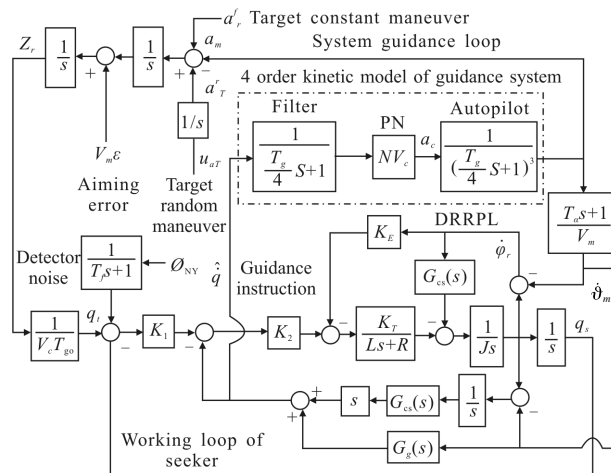 a_r^f Target constant maneuver
Z_r
1/s
1/s
a_m
System guidance loop
+
+
−
a_T^r
4 order kinetic model of guidance system
Filter
PN
Autopilot
1/s
1/(T_g/4 S+1)
NV_c
a_c
1/(T_g/4 S+1)^3
V_m ε
u_aT
Aiming error
Target random maneuver
(T_a s+1)/V_m
DRRPL
K_E
φ̇_r
Detector noise
1/(T_f s+1)
Ø_NY
q̇̂
Guidance instruction
G_cs(s)
−
ϑ̇_m
1/(V_c T_go)
q_t
−
K_1
−
K_2
−
K_T/(Ls+R)
−
1/(Js)
1/s
q_s
+
+
s
G_cs(s)
1/s
−
G_g(s)
Working loop of seeker